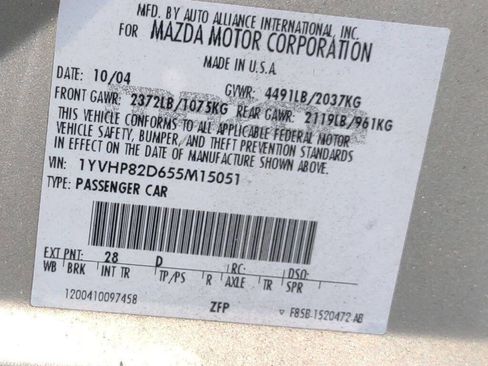 MFD. BY AUTO ALLIANCE INTERNATIONAL, INC.
FOR MAZDA MOTOR CORPORATION
MADE IN U.S.A.
DATE: 10/04 GVWR: 4491LB/2037KG
FRONT GAWR: 2372LB/1075KG REAR GAWR: 2119LB/961KG
THIS VEHICLE CONFORMS TO ALL APPLICABLE FEDERAL MOTOR
VEHICLE SAFETY, BUMPER, AND THEFT PREVENTION STANDARDS
IN EFFECT ON THE DATE OF MANUFACTURE SHOWN ABOVE.
VIN: 1YVHP82D655M15051
TYPE: PASSENGER CAR
EXT PNT: 28 D RC: DSO:
WB BRK INT TR TP/PS R AXLE TR SPR
1200410097458 ZFP F85B-1520472-AB